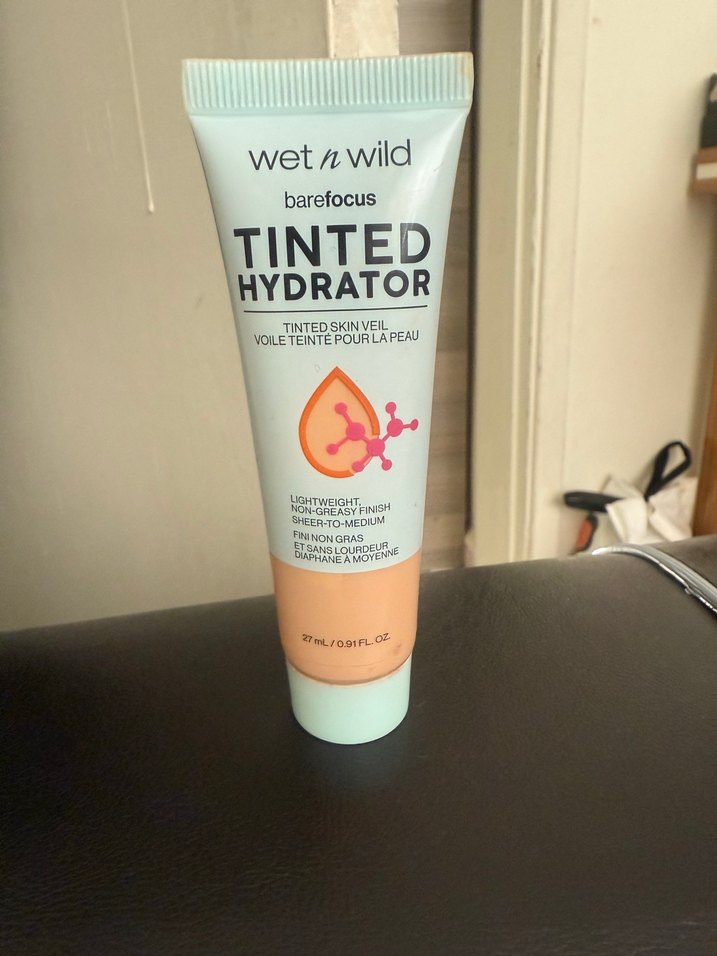 wet n wild
barefocus
TINTED
HYDRATOR
TINTED SKIN VEIL
VOILE TEINTÉ POUR LA PEAU
LIGHTWEIGHT,
NON-GREASY FINISH
SHEER-TO-MEDIUM
FINI NON GRAS
ET SANS LOURDEUR
DIAPHANE À MOYENNE
27 mL / 0.91 FL. OZ.